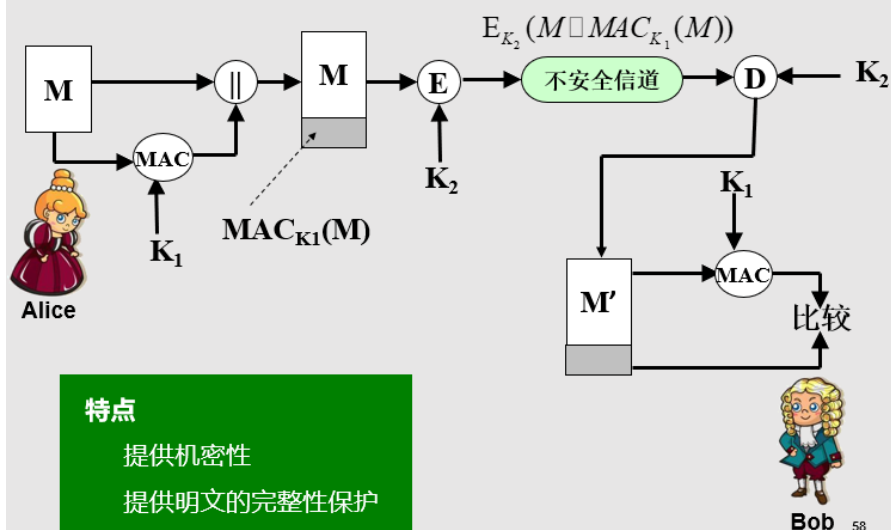 E_{K_2}(M□MAC_{K_1}(M))
M
||
M
E
不安全信道
D
K₂
MAC
K₁
MAC_{K1}(M)
K₂
K₁
Alice
M′
MAC
比较
特点
提供机密性
提供明文的完整性保护
Bob
58